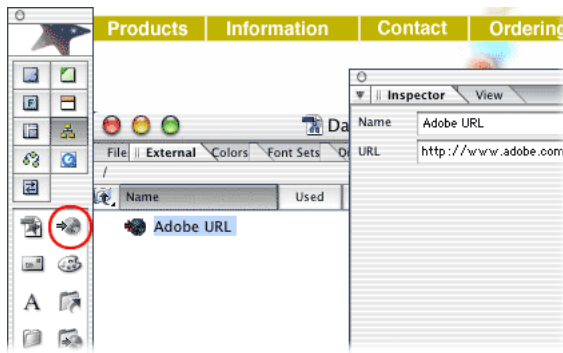 Products Information Contact Ordering
Inspector View
Da
Name Adobe URL
File External Colors Font Sets
URL http://www.adobe.com
/
Name Used
Adobe URL
F
A